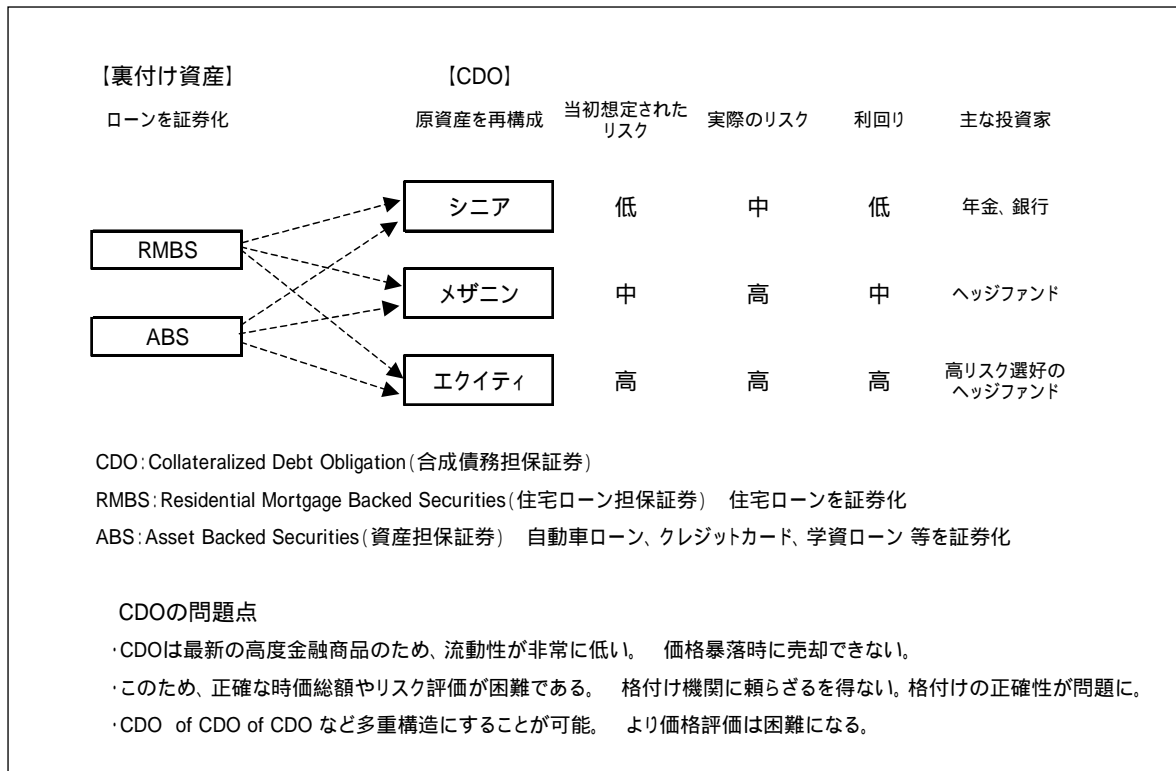 【裏付け資産】 【CDO】
ローンを証券化 原資産を再構成 当初想定された
リスク 実際のリスク 利回り 主な投資家
シニア 低 中 低 年金、銀行
RMBS
メザニン 中 高 中 ヘッジファンド
ABS
エクイティ 高 高 高 高リスク選好の
ヘッジファンド
CDO:Collateralized Debt Obligation(合成債務担保証券)
RMBS:Residential Mortgage Backed Securities(住宅ローン担保証券) 住宅ローンを証券化
ABS:Asset Backed Securities(資産担保証券) 自動車ローン、クレジットカード、学資ローン 等を証券化
CDOの問題点
・CDOは最新の高度金融商品のため、流動性が非常に低い。 価格暴落時に売却できない。
・このため、正確な時価総額やリスク評価が困難である。 格付け機関に頼らざるを得ない。格付けの正確性が問題に。
・CDO of CDO of CDO など多重構造にすることが可能。 より価格評価は困難になる。